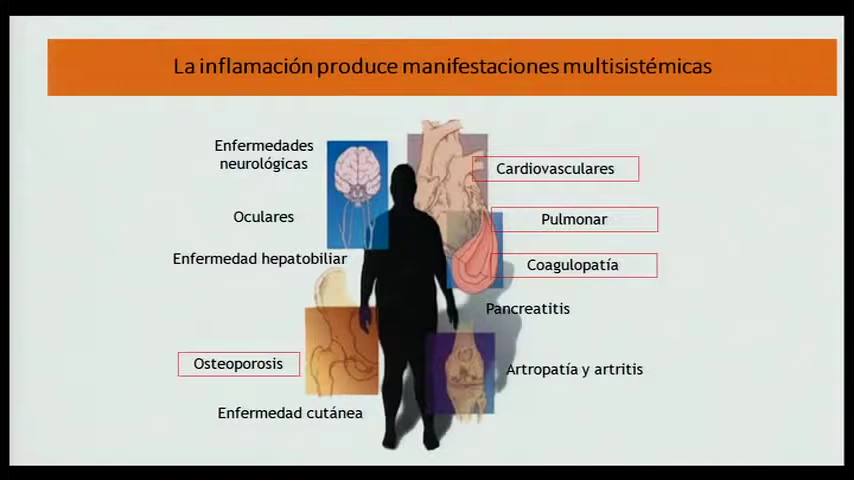 La inflamación produce manifestaciones multisistémicas
Enfermedades
neurológicas
Cardiovasculares
Oculares
Pulmonar
Enfermedad hepatobiliar
Coagulopatía
Pancreatitis
Osteoporosis
Artropatía y artritis
Enfermedad cutánea